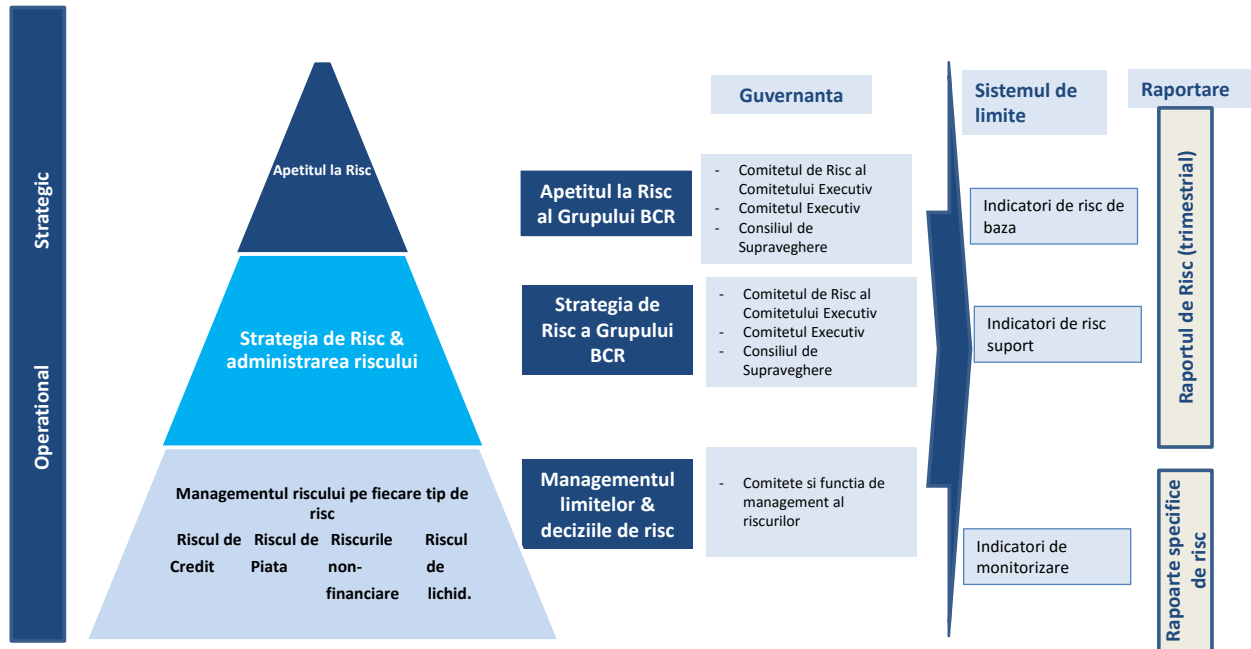 Strategic
Operational
Apetitul la Risc
Strategia de Risc &
administrarea riscului
Managementul riscului pe fiecare tip de
risc
Riscul de Riscul de Riscurile Riscul
Credit Piata non- de
financiare lichid.
Guvernanta
Apetitul la Risc
al Grupului BCR
- Comitetul de Risc al
Comitetului Executiv
- Comitetul Executiv
- Consiliul de
Supraveghere
Strategia de
Risc a Grupului
BCR
- Comitetul de Risc al
Comitetului Executiv
- Comitetul Executiv
- Consiliul de
Supraveghere
Managementul
limitelor &
deciziile de risc
- Comitete si functia de
management al
riscurilor
Sistemul de
limite
Indicatori de risc de
baza
Indicatori de risc
suport
Indicatori de
monitorizare
Raportare
Raportul de Risc (trimestrial)
Rapoarte specifice
de risc